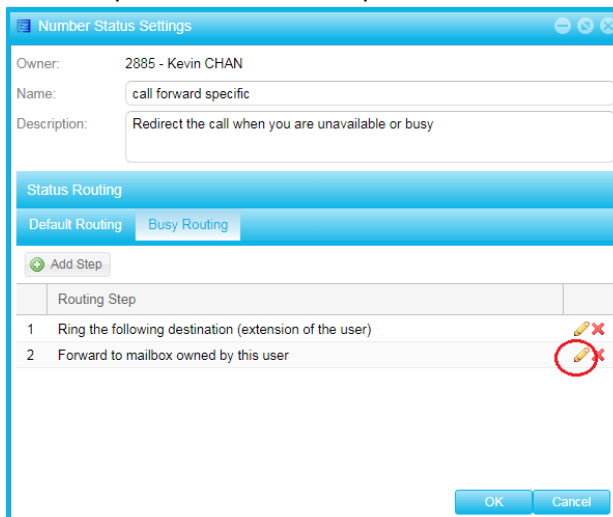 Number Status Settings
Owner: 2885 - Kevin CHAN
Name: call forward specific
Description: Redirect the call when you are unavailable or busy
Status Routing
Default Routing Busy Routing
Add Step
Routing Step
1 Ring the following destination (extension of the user)
2 Forward to mailbox owned by this user
OK Cancel